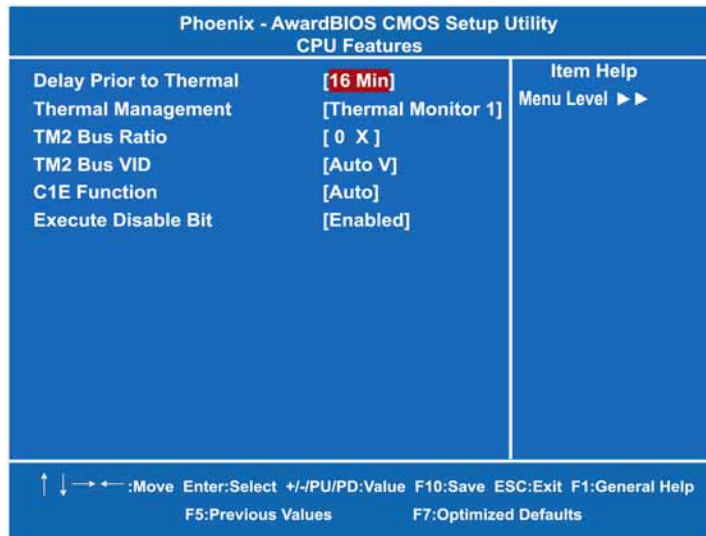 Phoenix - AwardBIOS CMOS Setup Utility
CPU Features
Delay Prior to Thermal [16 Min]
Thermal Management [Thermal Monitor 1]
TM2 Bus Ratio [ 0 X ]
TM2 Bus VID [Auto V]
C1E Function [Auto]
Execute Disable Bit [Enabled]
Item Help
Menu Level ►►
↑ ↓ → ← :Move Enter:Select +/-/PU/PD:Value F10:Save ESC:Exit F1:General Help
F5:Previous Values F7:Optimized Defaults